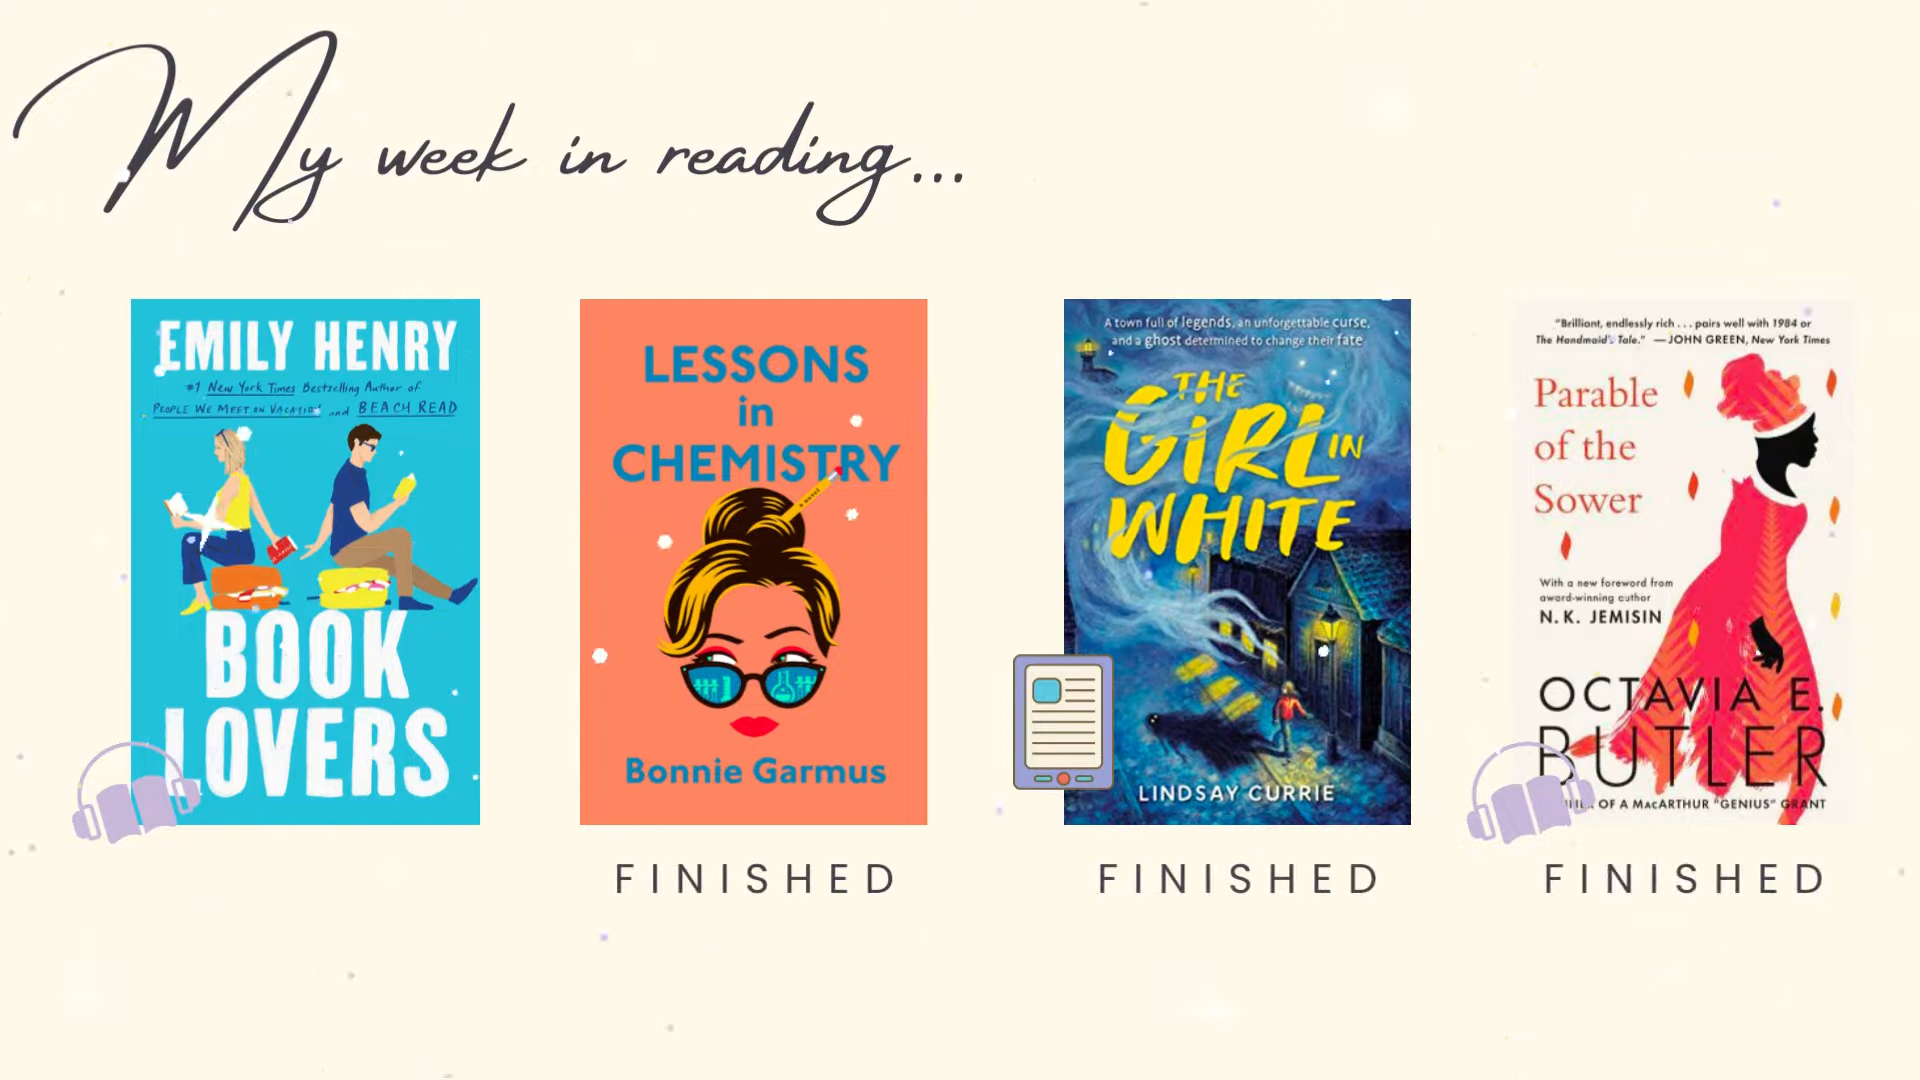 My week in reading...
EMILY HENRY
#1 New York Times Bestselling Author of
PEOPLE WE MEET ON VACATION and BEACH READ
BOOK
LOVERS
LESSONS
in
CHEMISTRY
A NOVEL
Bonnie Garmus
FINISHED
A town full of legends, an unforgettable curse,
and a ghost determined to change their fate
THE
GIRL IN
WHITE
LINDSAY CURRIE
FINISHED
"Brilliant, endlessly rich . . . pairs well with 1984 or
The Handmaid's Tale." —JOHN GREEN, New York Times
Parable
of the
Sower
With a new foreword from
award-winning author
N. K. JEMISIN
OCTAVIA E.
BUTLER
OF A MacARTHUR "GENIUS" GRANT
FINISHED